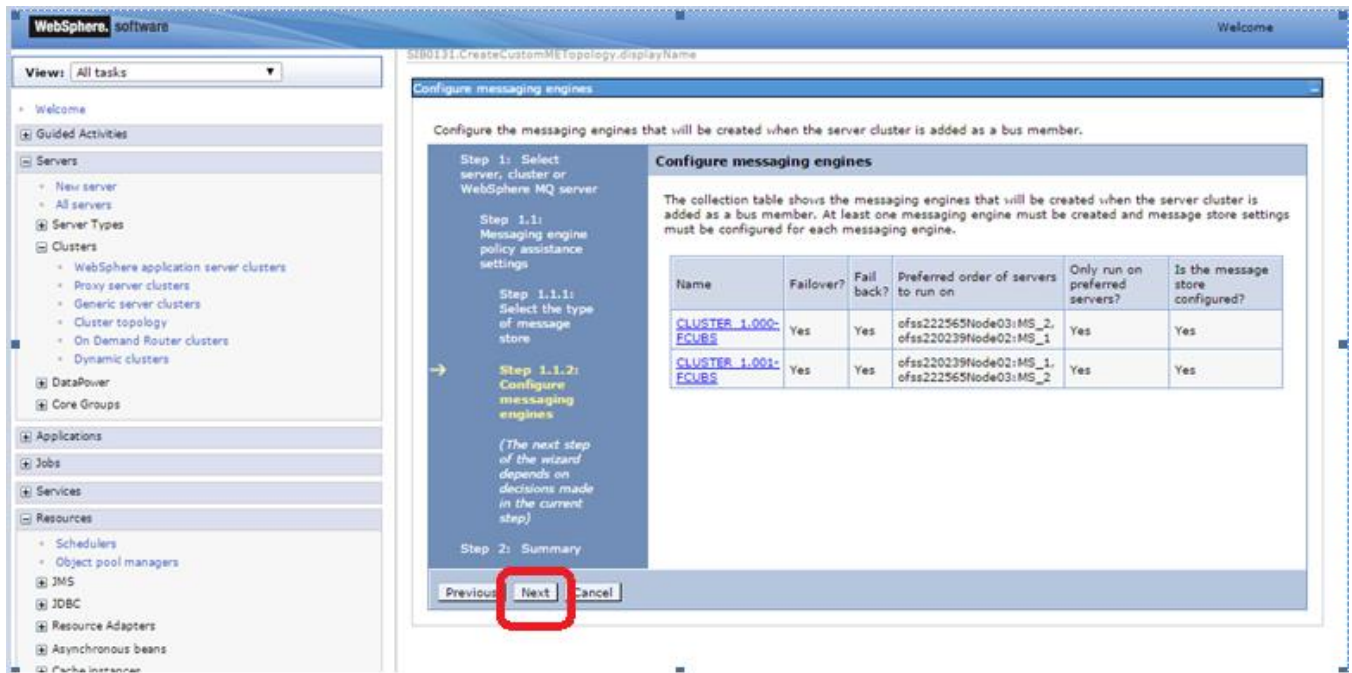 WebSphere. software
Welcome
View: All tasks
Welcome
Guided Activities
Servers
New server
All servers
Server Types
Clusters
WebSphere application server clusters
Proxy server clusters
Generic server clusters
Cluster topology
On Demand Router clusters
Dynamic clusters
DataPower
Core Groups
Applications
Jobs
Services
Resources
Schedulers
Object pool managers
JMS
JDBC
Resource Adapters
Asynchronous beans
Cache instances
SIB0131.CreateCustomMETopology.displayName
Configure messaging engines
Configure the messaging engines that will be created when the server cluster is added as a bus member.
Step 1: Select
server, cluster or
WebSphere MQ server
Step 1.1:
Messaging engine
policy assistance
settings
Step 1.1.1:
Select the type
of message
store
Step 1.1.2:
Configure
messaging
engines
(The next step
of the wizard
depends on
decisions made
in the current
step)
Step 2: Summary
Configure messaging engines
The collection table shows the messaging engines that will be created when the server cluster is
added as a bus member. At least one messaging engine must be created and message store settings
must be configured for each messaging engine.
Name Failover? Fail back? Preferred order of servers to run on Only run on preferred servers? Is the message store configured?
CLUSTER_1.000-FCUBS Yes Yes ofss222565Node03:MS_2, ofss220239Node02:MS_1 Yes Yes
CLUSTER_1.001-FCUBS Yes Yes ofss220239Node02:MS_1, ofss222565Node03:MS_2 Yes Yes
Previous Next Cancel